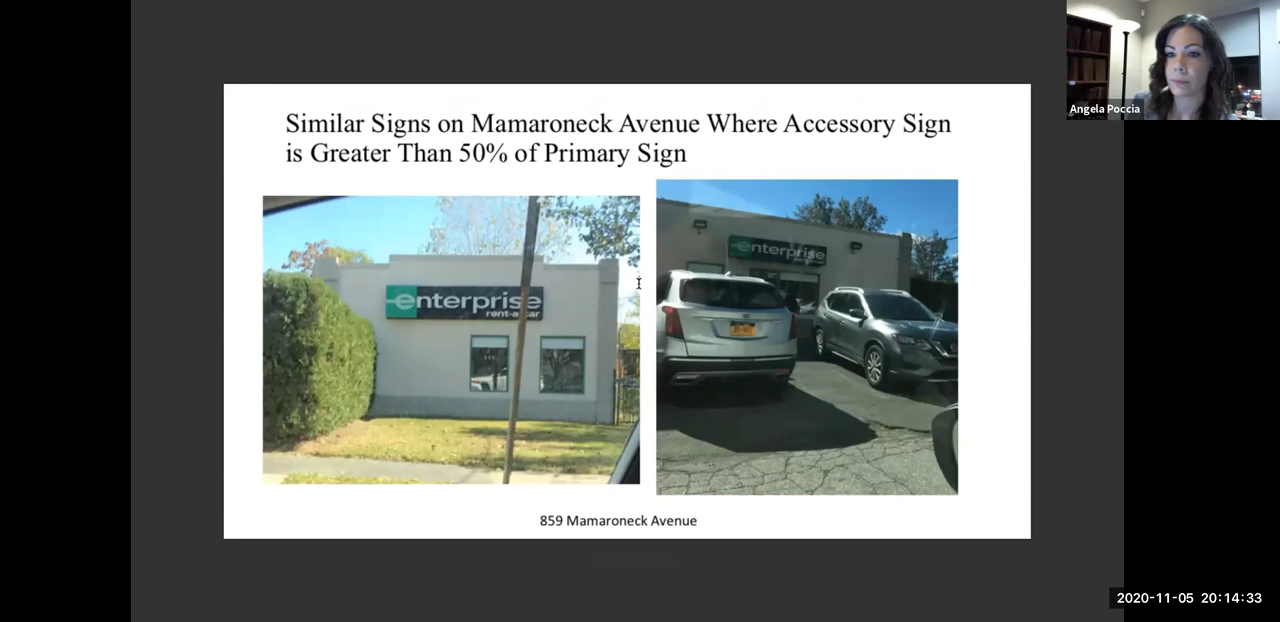 Similar Signs on Mamaroneck Avenue Where Accessory Sign
is Greater Than 50% of Primary Sign
enterprise
rent-a-car
enterprise
859 Mamaroneck Avenue
Angela Poccia
2020-11-05 20:14:33